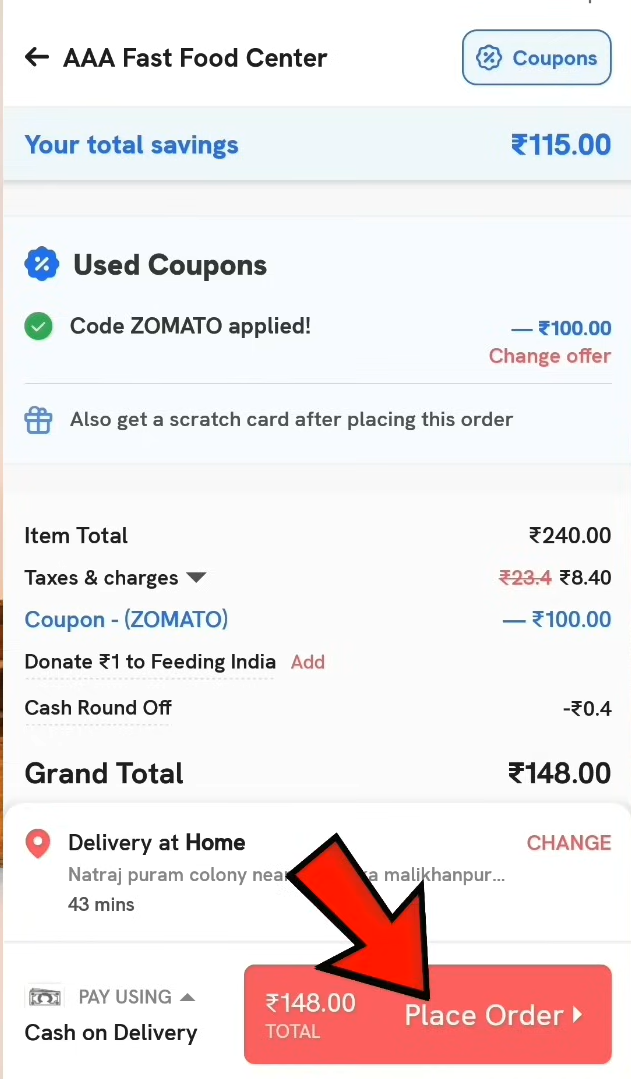 AAA Fast Food Center
Coupons
Your total savings ₹115.00
Used Coupons
Code ZOMATO applied! — ₹100.00
Change offer
Also get a scratch card after placing this order
Item Total ₹240.00
Taxes & charges ₹23.4 ₹8.40
Coupon - (ZOMATO) — ₹100.00
Donate ₹1 to Feeding India Add
Cash Round Off -₹0.4
Grand Total ₹148.00
Delivery at Home CHANGE
Natraj puram colony malikhanpur...
43 mins
PAY USING
Cash on Delivery
₹148.00
TOTAL
Place Order